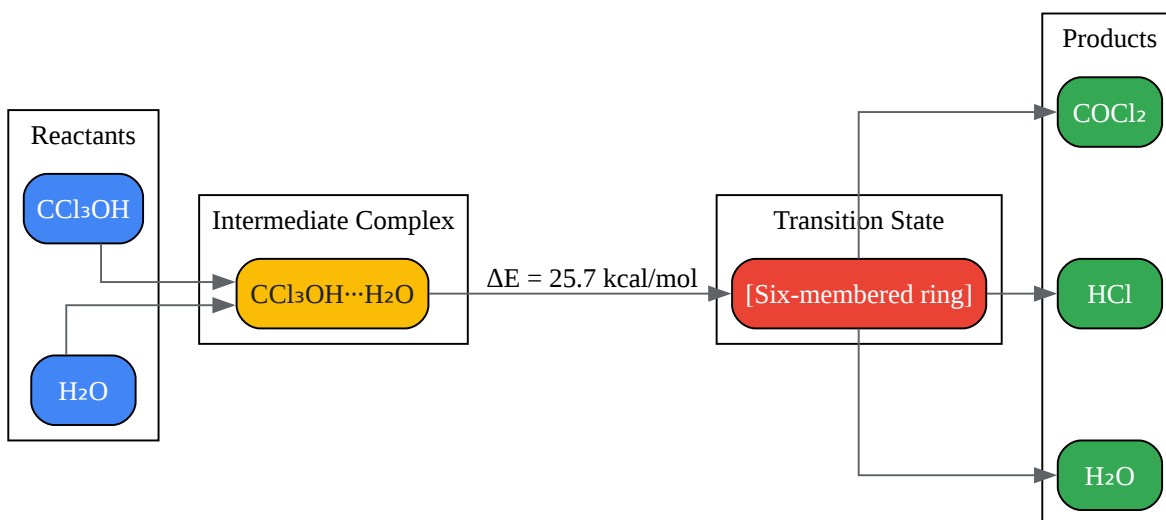 Reactants
CCl₃OH
H₂O
Intermediate Complex
CCl₃OH···H₂O
ΔE = 25.7 kcal/mol
Transition State
[Six-membered ring]
Products
COCl₂
HCl
H₂O